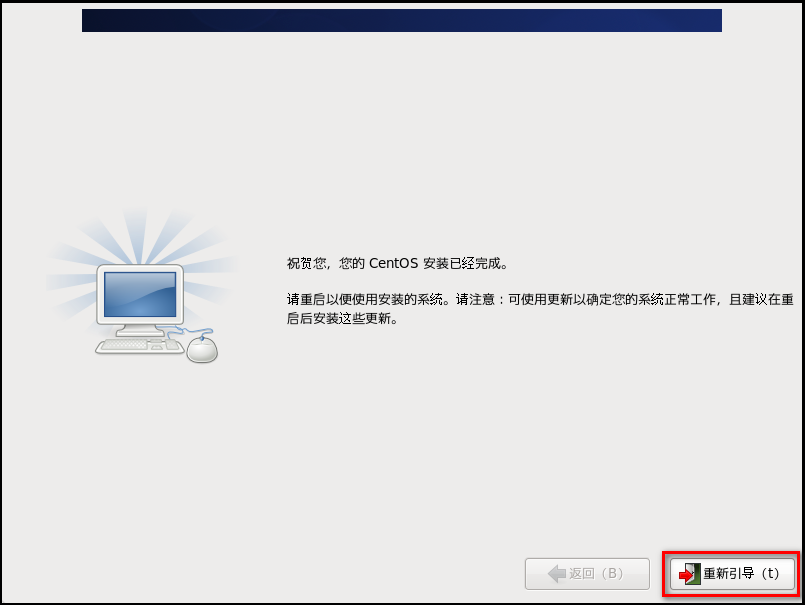 祝贺您，您的 CentOS 安装已经完成。
请重启以便使用安装的系统。请注意：可使用更新以确定您的系统正常工作，且建议在重
启后安装这些更新。
返回（B）
重新引导（t）